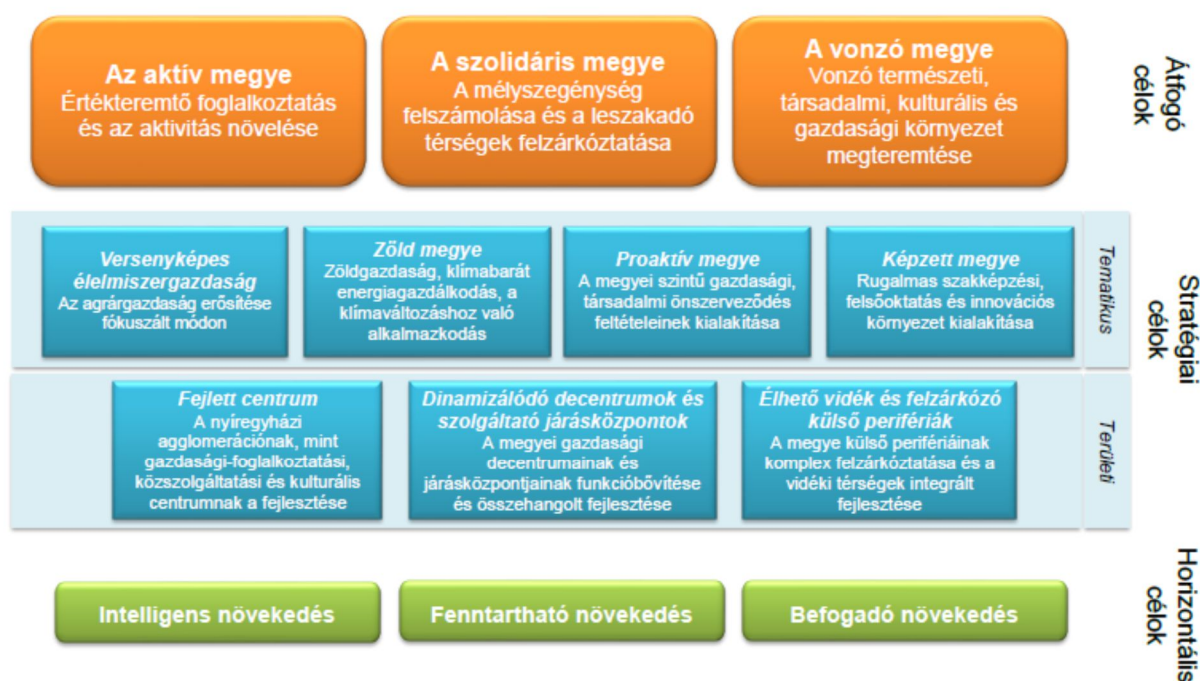 Az aktív megye
Értékteremtő foglalkoztatás
és az aktivitás növelése
A szolidáris megye
A mélyszegénység
felszámolása és a leszakadó
térségek felzárkóztatása
A vonzó megye
Vonzó természeti,
társadalmi, kulturális és
gazdasági környezet
megteremtése
Átfogó
célok
Versenyképes
élelmiszergazdaság
Az agrárgazdaság erősítése
fókuszált módon
Zöld megye
Zöldgazdaság, klímabarát
energiagazdálkodás, a
klímaváltozáshoz való
alkalmazkodás
Proaktív megye
A megyei szintű gazdasági,
társadalmi önszerveződés
feltételeinek kialakítása
Képzett megye
Rugalmas szakképzési,
felsőoktatás és innovációs
környezet kialakítása
Tematikus
Stratégiai
célok
Fejlett centrum
A nyíregyházi
agglomerációnak, mint
gazdasági-foglalkoztatási,
közszolgáltatási és kulturális
centrumnak a fejlesztése
Dinamizálódó decentrumok és
szolgáltató járásközpontok
A megyei gazdasági
decentrumainak és
járásközpontjainak funkcióbővítése
és összehangolt fejlesztése
Élhető vidék és felzárkózó
külső perifériák
A megye külső perifériáinak
komplex felzárkóztatása és a
vidéki térségek integrált
fejlesztése
Területi
Intelligens növekedés
Fenntartható növekedés
Befogadó növekedés
Horizontális
célok